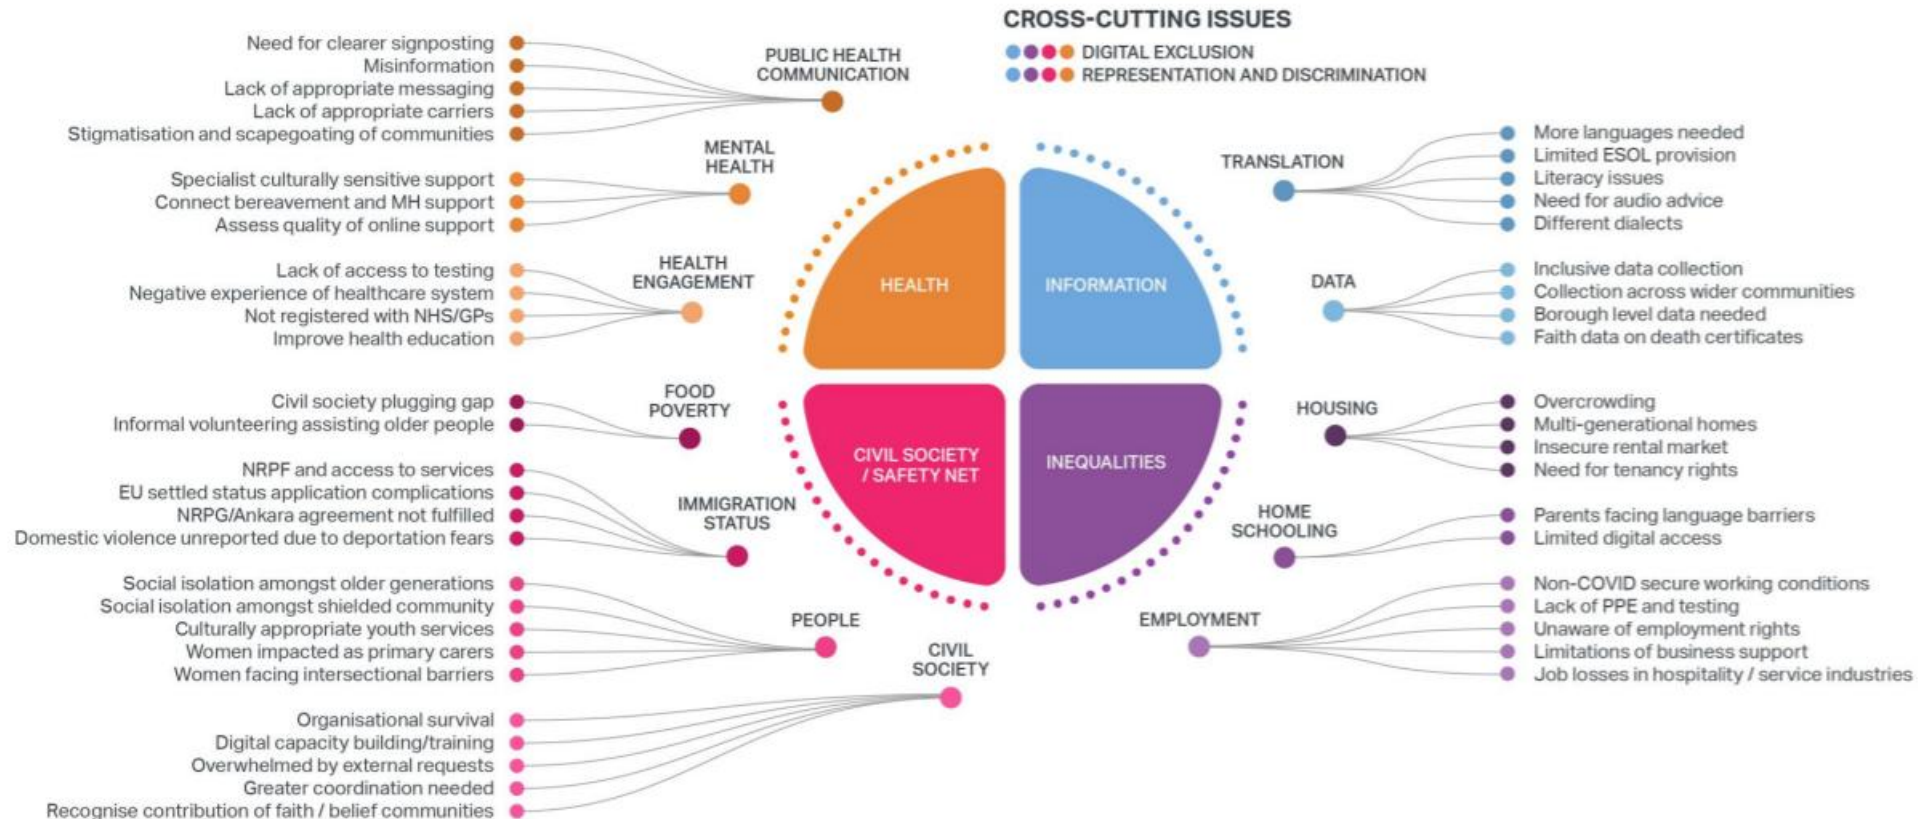 CROSS-CUTTING ISSUES
DIGITAL EXCLUSION
REPRESENTATION AND DISCRIMINATION
PUBLIC HEALTH
COMMUNICATION
Need for clearer signposting
Misinformation
Lack of appropriate messaging
Lack of appropriate carriers
Stigmatisation and scapegoating of communities
MENTAL
HEALTH
Specialist culturally sensitive support
Connect bereavement and MH support
Assess quality of online support
HEALTH
ENGAGEMENT
Lack of access to testing
Negative experience of healthcare system
Not registered with NHS/GPs
Improve health education
FOOD
POVERTY
Civil society plugging gap
Informal volunteering assisting older people
IMMIGRATION
STATUS
NRPF and access to services
EU settled status application complications
NRPG/Ankara agreement not fulfilled
Domestic violence unreported due to deportation fears
PEOPLE
Social isolation amongst older generations
Social isolation amongst shielded community
Culturally appropriate youth services
Women impacted as primary carers
Women facing intersectional barriers
CIVIL
SOCIETY
Organisational survival
Digital capacity building/training
Overwhelmed by external requests
Greater coordination needed
Recognise contribution of faith / belief communities
HEALTH
INFORMATION
CIVIL SOCIETY
/ SAFETY NET
INEQUALITIES
TRANSLATION
More languages needed
Limited ESOL provision
Literacy issues
Need for audio advice
Different dialects
DATA
Inclusive data collection
Collection across wider communities
Borough level data needed
Faith data on death certificates
HOUSING
Overcrowding
Multi-generational homes
Insecure rental market
Need for tenancy rights
HOME
SCHOOLING
Parents facing language barriers
Limited digital access
EMPLOYMENT
Non-COVID secure working conditions
Lack of PPE and testing
Unaware of employment rights
Limitations of business support
Job losses in hospitality / service industries